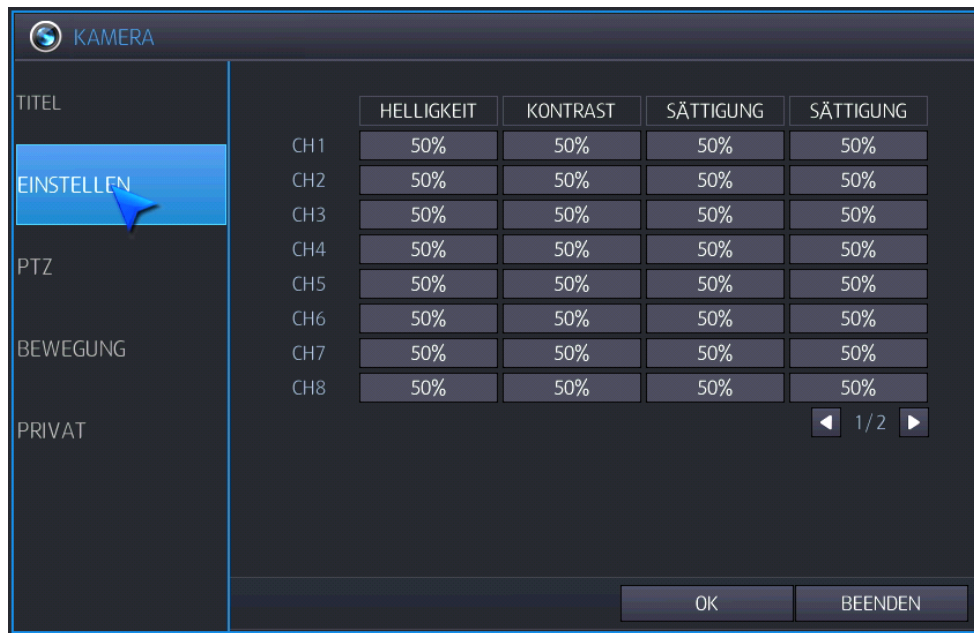 KAMERA
TITEL
EINSTELLEN
PTZ
BEWEGUNG
PRIVAT
HELLIGKEIT KONTRAST SÄTTIGUNG SÄTTIGUNG
CH1 50% 50% 50% 50%
CH2 50% 50% 50% 50%
CH3 50% 50% 50% 50%
CH4 50% 50% 50% 50%
CH5 50% 50% 50% 50%
CH6 50% 50% 50% 50%
CH7 50% 50% 50% 50%
CH8 50% 50% 50% 50%
1/2
OK BEENDEN